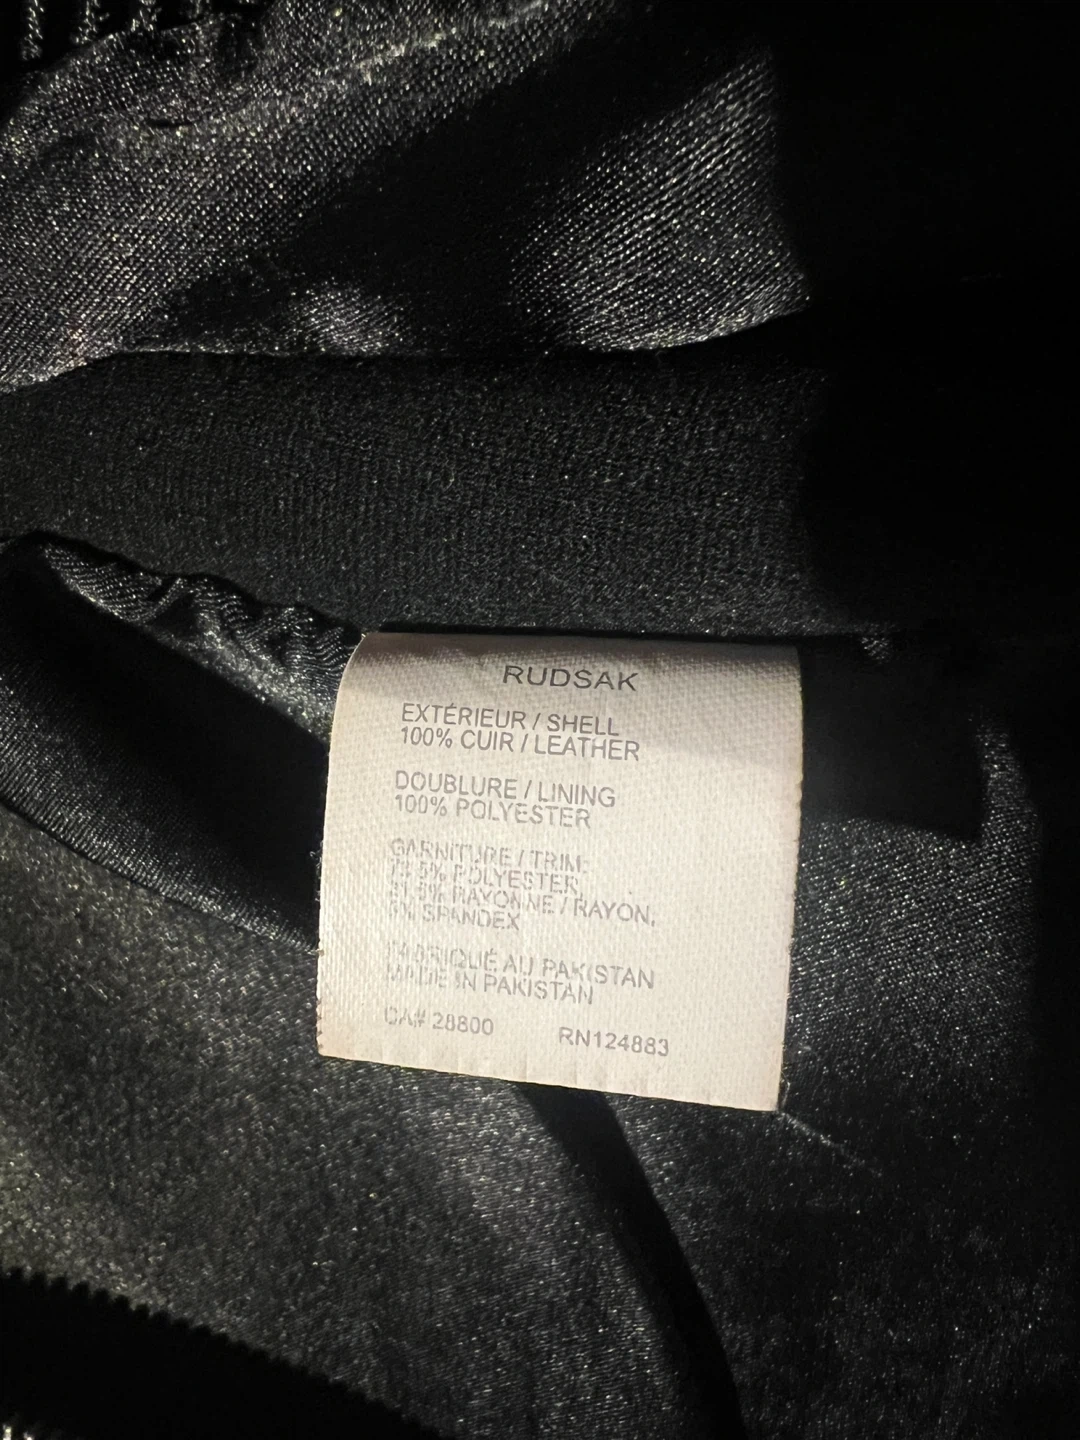 RUDSAK
EXTÉRIEUR / SHELL
100% CUIR / LEATHER
DOUBLURE / LINING
100% POLYESTER
GARNITURE / TRIM:
POLYESTER,
RAYONNE / RAYON,
SPANDEX
FABRIQUÉ AU PAKISTAN
MADE IN PAKISTAN
CA# 28800 RN124883